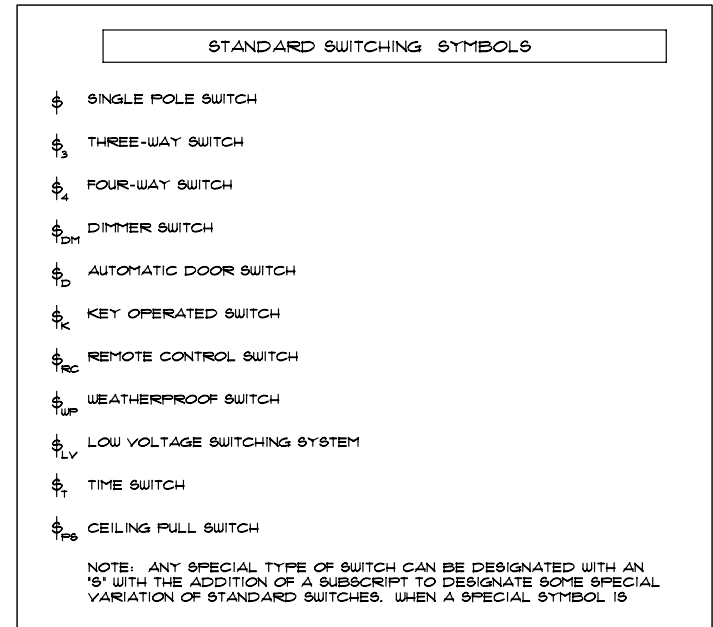 STANDARD SWITCHING SYMBOLS
$ SINGLE POLE SWITCH
$3 THREE-WAY SWITCH
$4 FOUR-WAY SWITCH
$DM DIMMER SWITCH
$D AUTOMATIC DOOR SWITCH
$K KEY OPERATED SWITCH
$RC REMOTE CONTROL SWITCH
$WP WEATHERPROOF SWITCH
$LV LOW VOLTAGE SWITCHING SYSTEM
$T TIME SWITCH
$PS CEILING PULL SWITCH
NOTE: ANY SPECIAL TYPE OF SWITCH CAN BE DESIGNATED WITH AN
"S" WITH THE ADDITION OF A SUBSCRIPT TO DESIGNATE SOME SPECIAL
VARIATION OF STANDARD SWITCHES. WHEN A SPECIAL SYMBOL IS